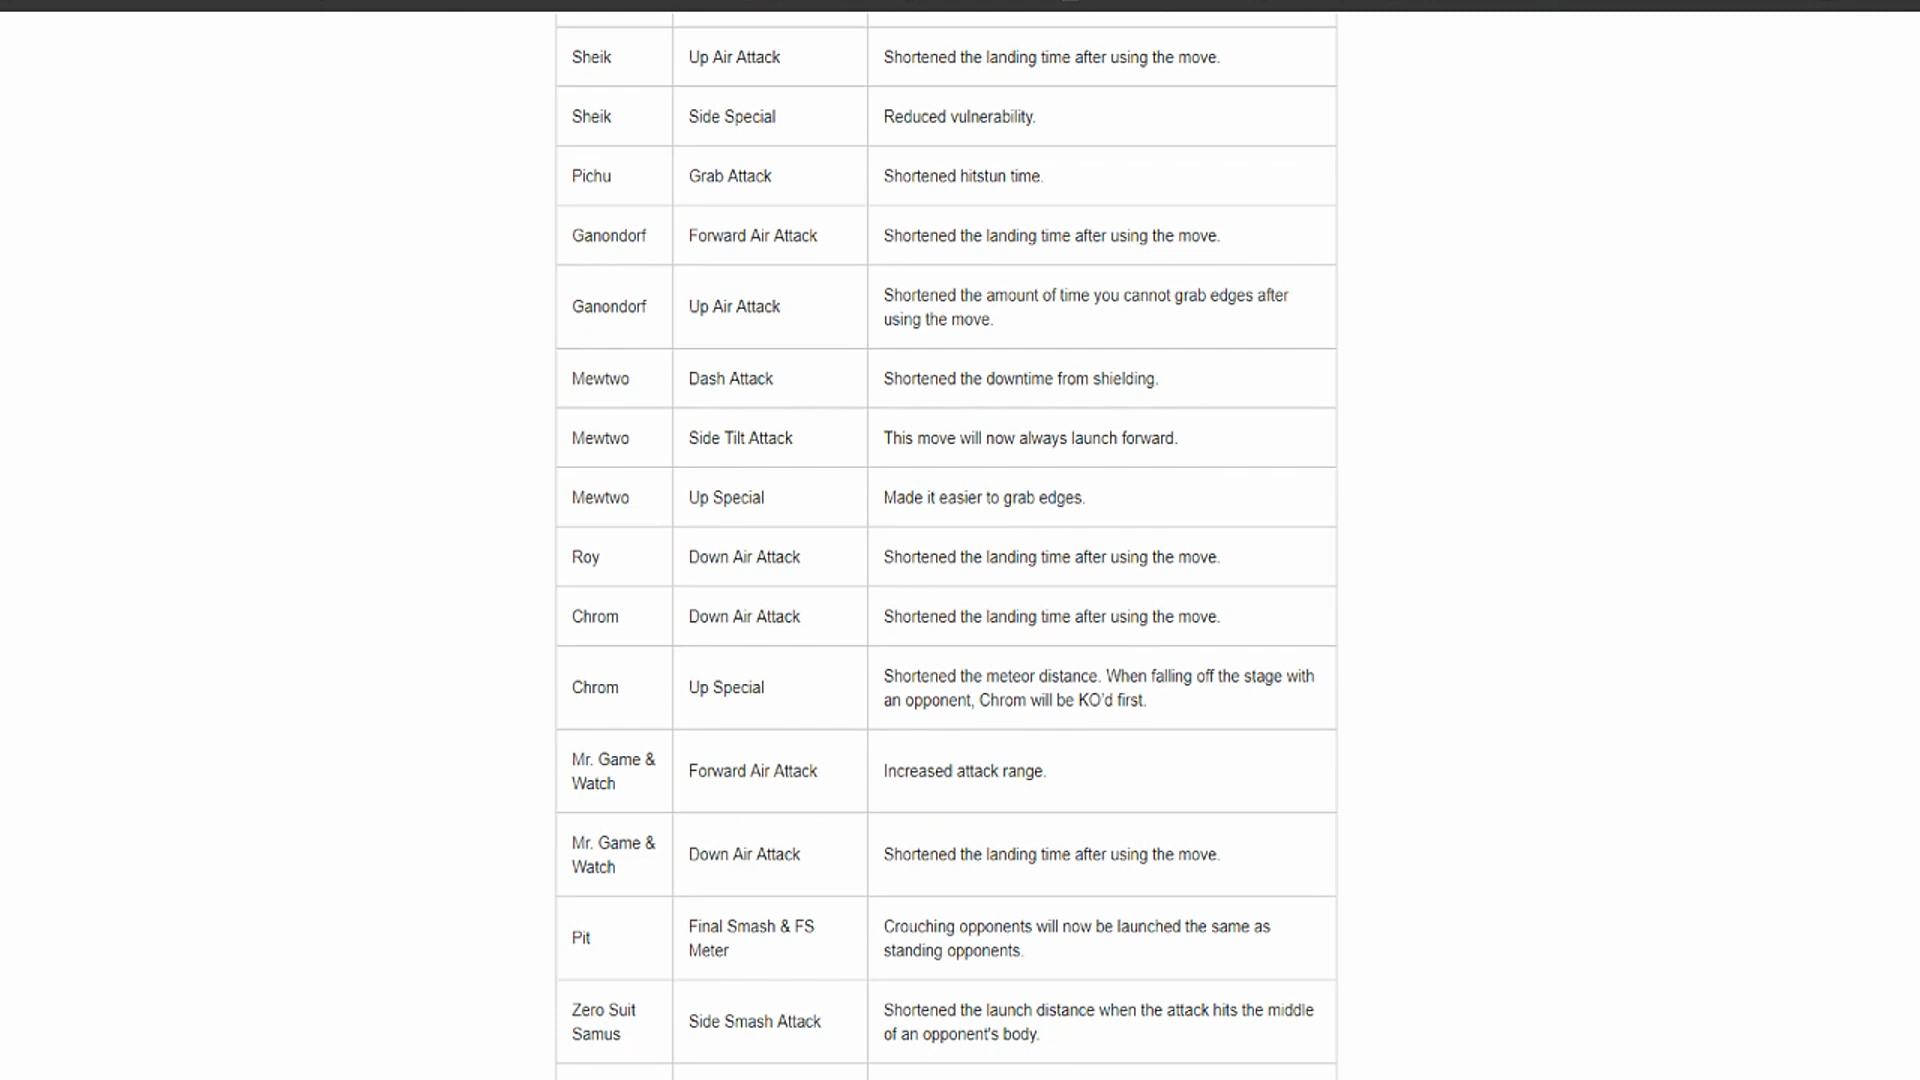 Sheik Up Air Attack Shortened the landing time after using the move.
Sheik Side Special Reduced vulnerability.
Pichu Grab Attack Shortened hitstun time.
Ganondorf Forward Air Attack Shortened the landing time after using the move.
Ganondorf Up Air Attack Shortened the amount of time you cannot grab edges after
using the move.
Mewtwo Dash Attack Shortened the downtime from shielding.
Mewtwo Side Tilt Attack This move will now always launch forward.
Mewtwo Up Special Made it easier to grab edges.
Roy Down Air Attack Shortened the landing time after using the move.
Chrom Down Air Attack Shortened the landing time after using the move.
Chrom Up Special Shortened the meteor distance. When falling off the stage with
an opponent, Chrom will be KO'd first.
Mr. Game &
Watch Forward Air Attack Increased attack range.
Mr. Game &
Watch Down Air Attack Shortened the landing time after using the move.
Pit Final Smash & FS
Meter Crouching opponents will now be launched the same as
standing opponents.
Zero Suit
Samus Side Smash Attack Shortened the launch distance when the attack hits the middle
of an opponent's body.